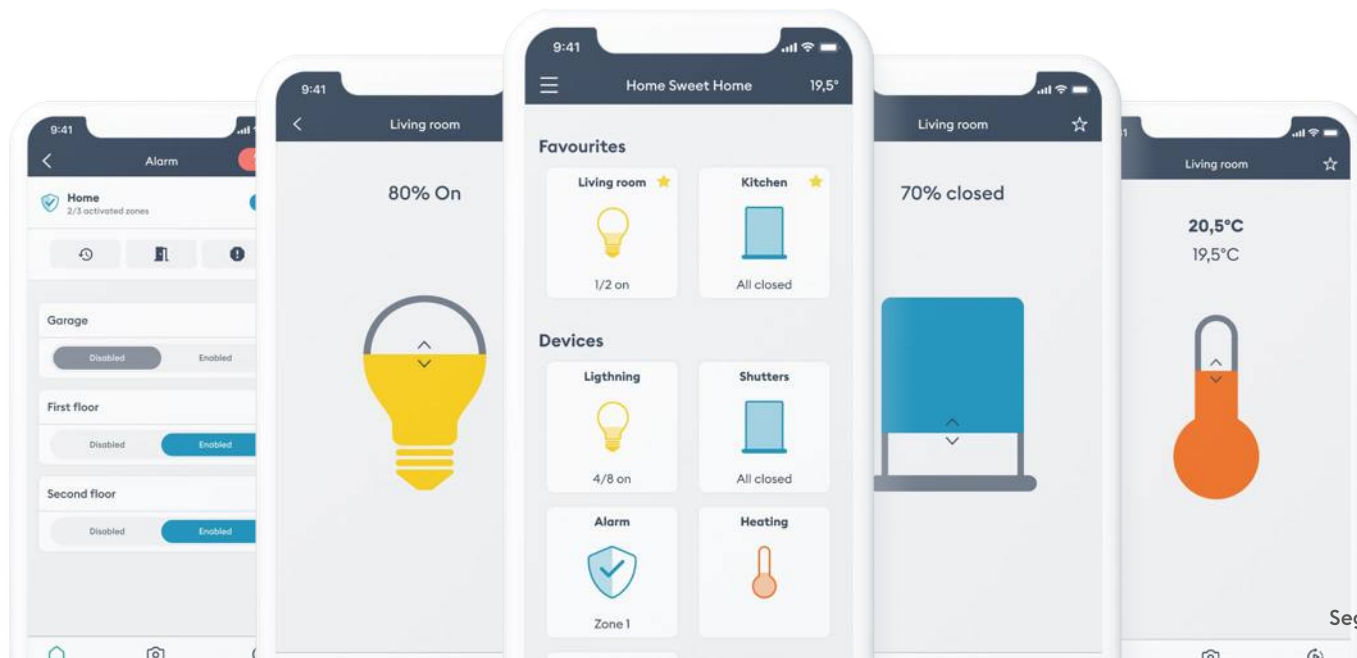 9:41
Alarm
Home
2/3 activated zones
Garage
Disabled Enabled
First floor
Disabled Enabled
Second floor
Disabled Enabled
9:41
Living room
80% On
9:41
Home Sweet Home 19,5°
Favourites
Living room Kitchen
1/2 on All closed
Devices
Ligthning Shutters
4/8 on All closed
Alarm Heating
Zone 1
Living room
70% closed
Living room
20,5°C
19,5°C
Seg